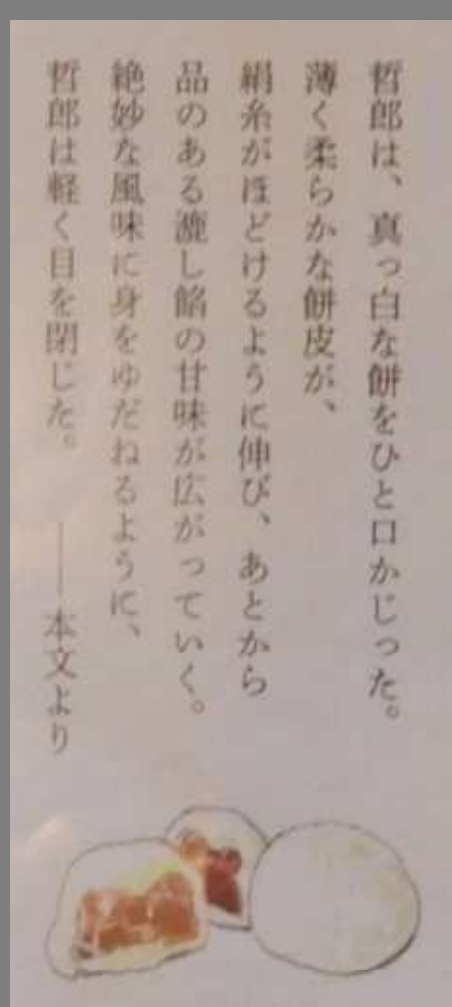 哲郎は、真っ白な餅をひと口かじった。
薄く柔らかな餅皮が、
絹糸がほどけるように伸び、あとから
品のある漉し餡の甘味が広がっていく。
絶妙な風味に身をゆだねるように、
哲郎は軽く目を閉じた。 ――本文より